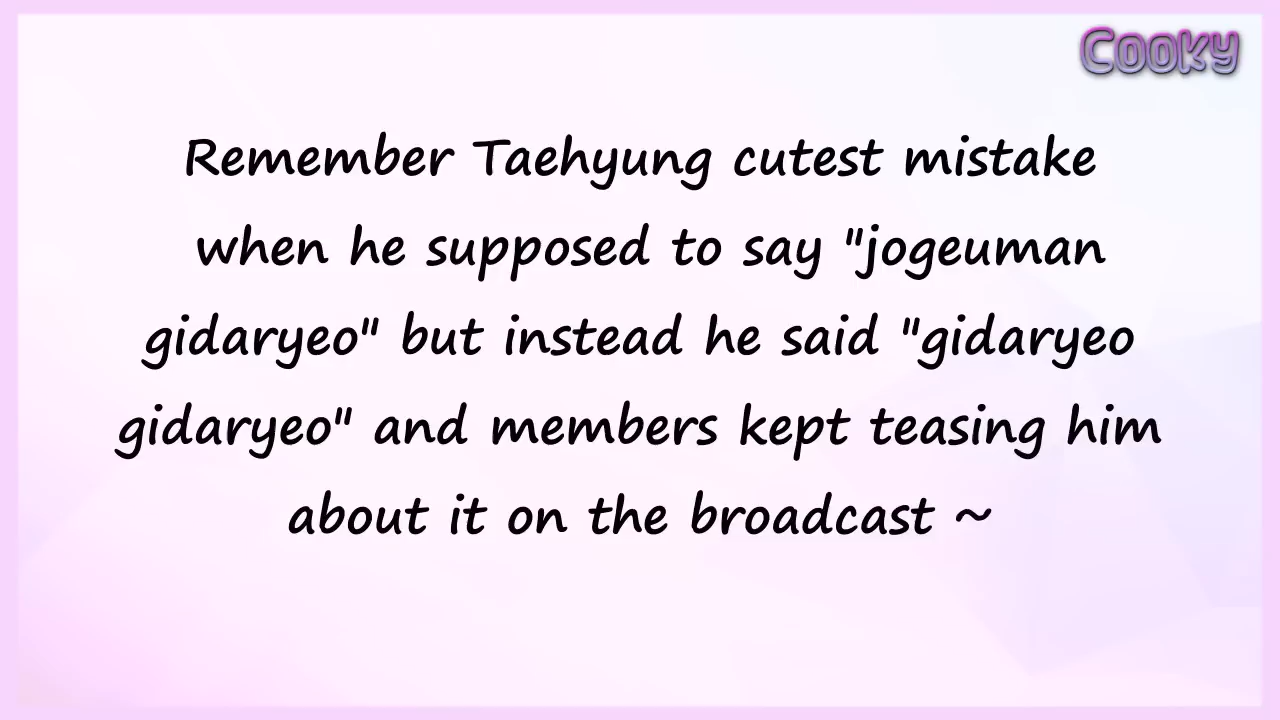 Cooky
Remember Taehyung cutest mistake
when he supposed to say "jogeuman
gidaryeo" but instead he said "gidaryeo
gidaryeo" and members kept teasing him
about it on the broadcast ~